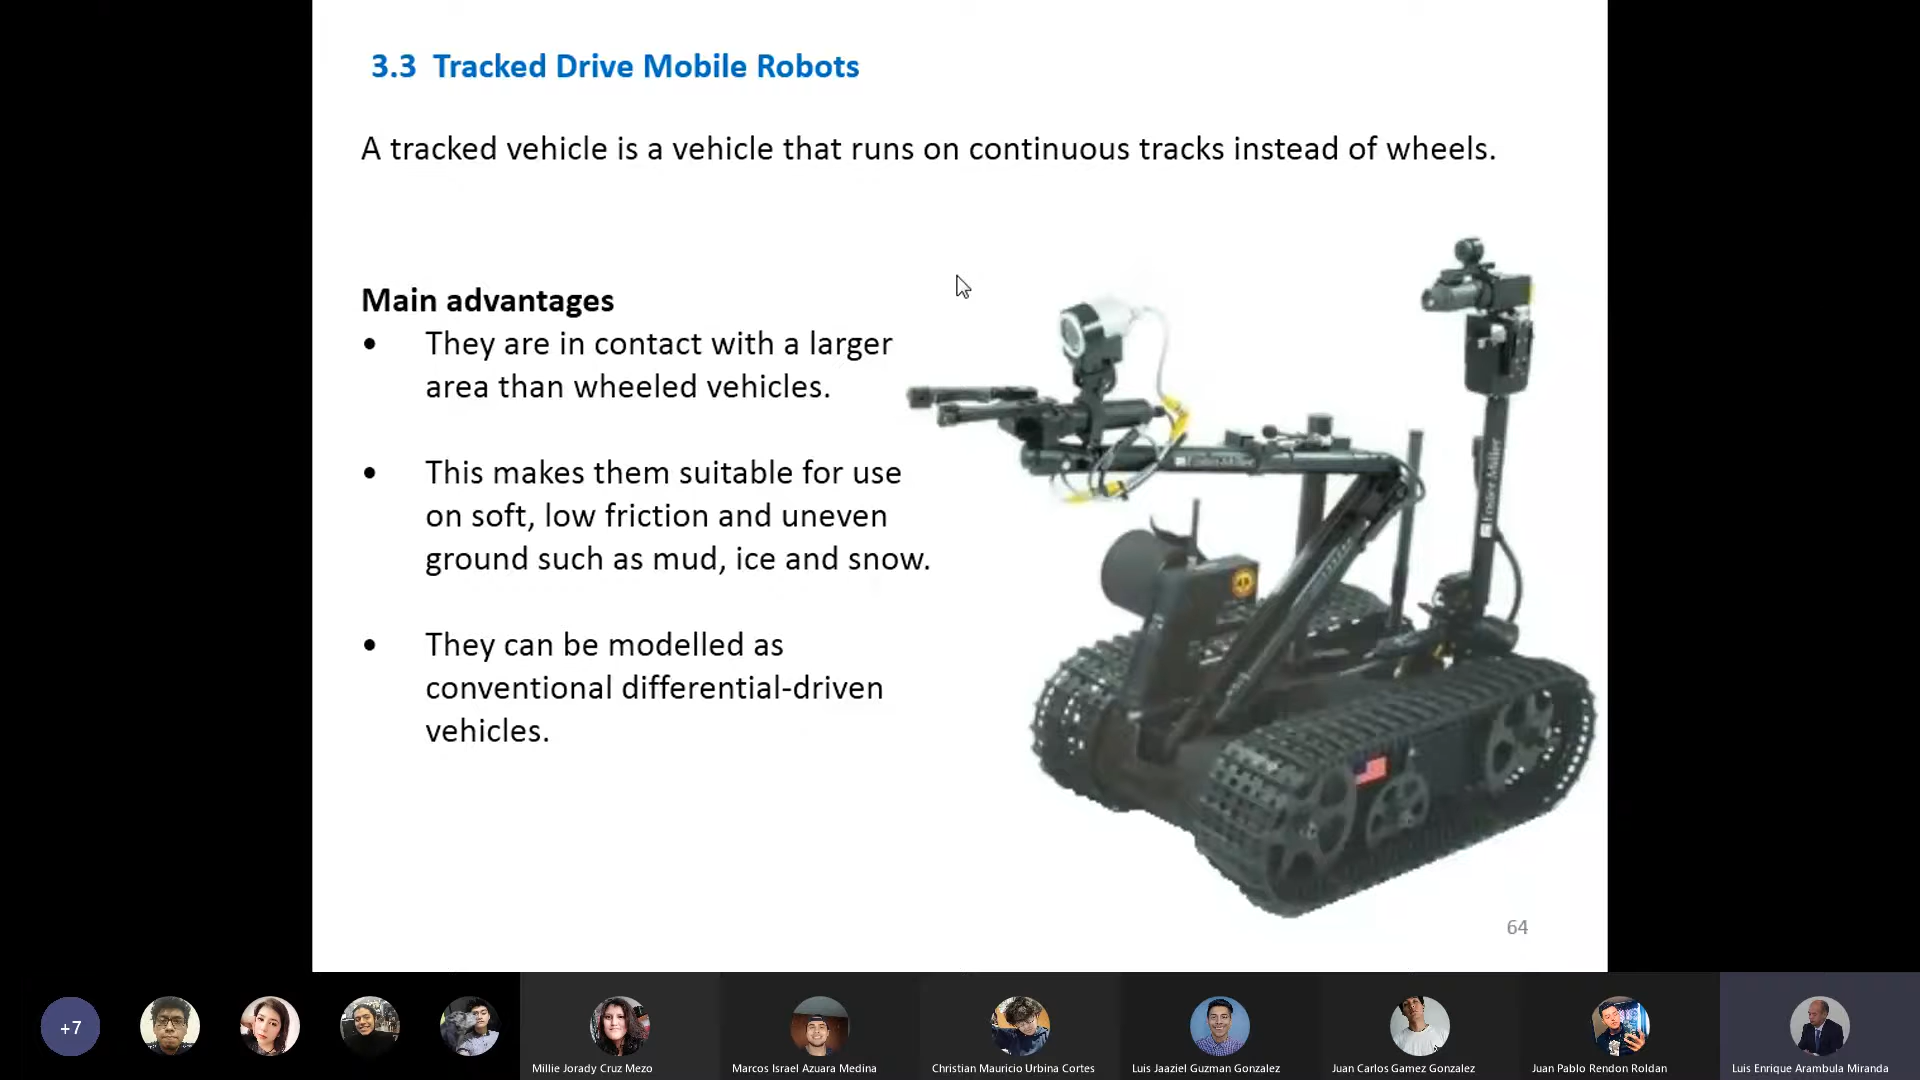 3.3 Tracked Drive Mobile Robots
A tracked vehicle is a vehicle that runs on continuous tracks instead of wheels.
Main advantages
• They are in contact with a larger
area than wheeled vehicles.
• This makes them suitable for use
on soft, low friction and uneven
ground such as mud, ice and snow.
• They can be modelled as
conventional differential-driven
vehicles.
Foster-Miller
Foster-Miller
64
+7
Millie Jorady Cruz Mezo
Marcos Israel Azuara Medina
Christian Mauricio Urbina Cortes
Luis Jaaziel Guzman Gonzalez
Juan Carlos Gamez Gonzalez
Juan Pablo Rendon Roldan
Luis Enrique Arambula Miranda